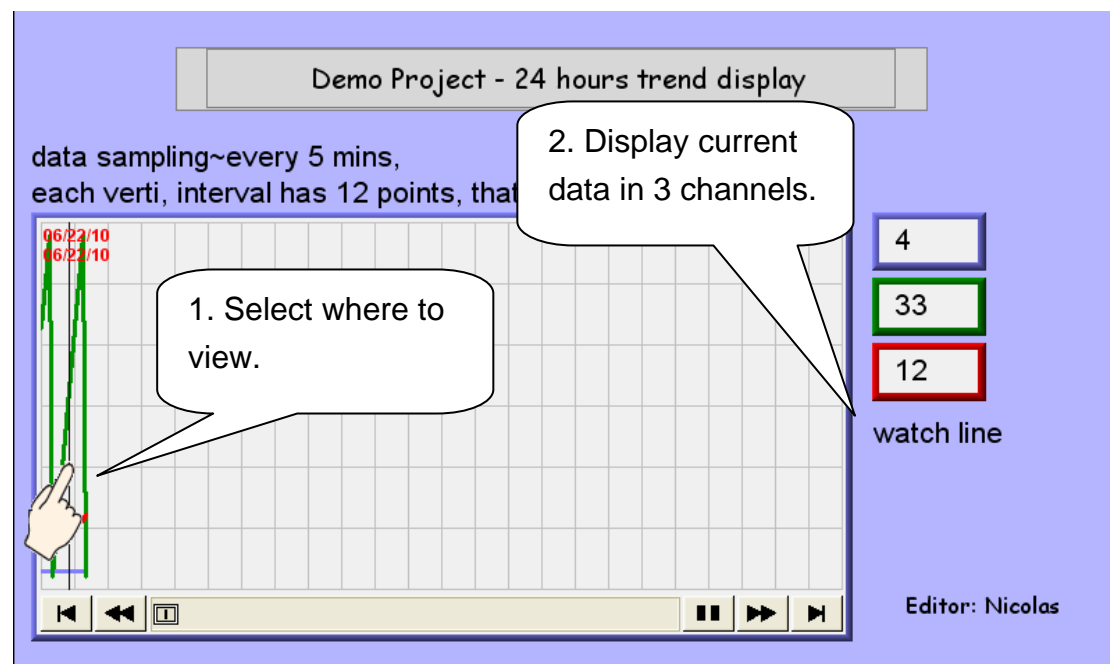 Demo Project - 24 hours trend display
data sampling~every 5 mins,
each verti, interval has 12 points, that
2. Display current
data in 3 channels.
06/22/10
06/22/10
1. Select where to
view.
4
33
12
watch line
Editor: Nicolas